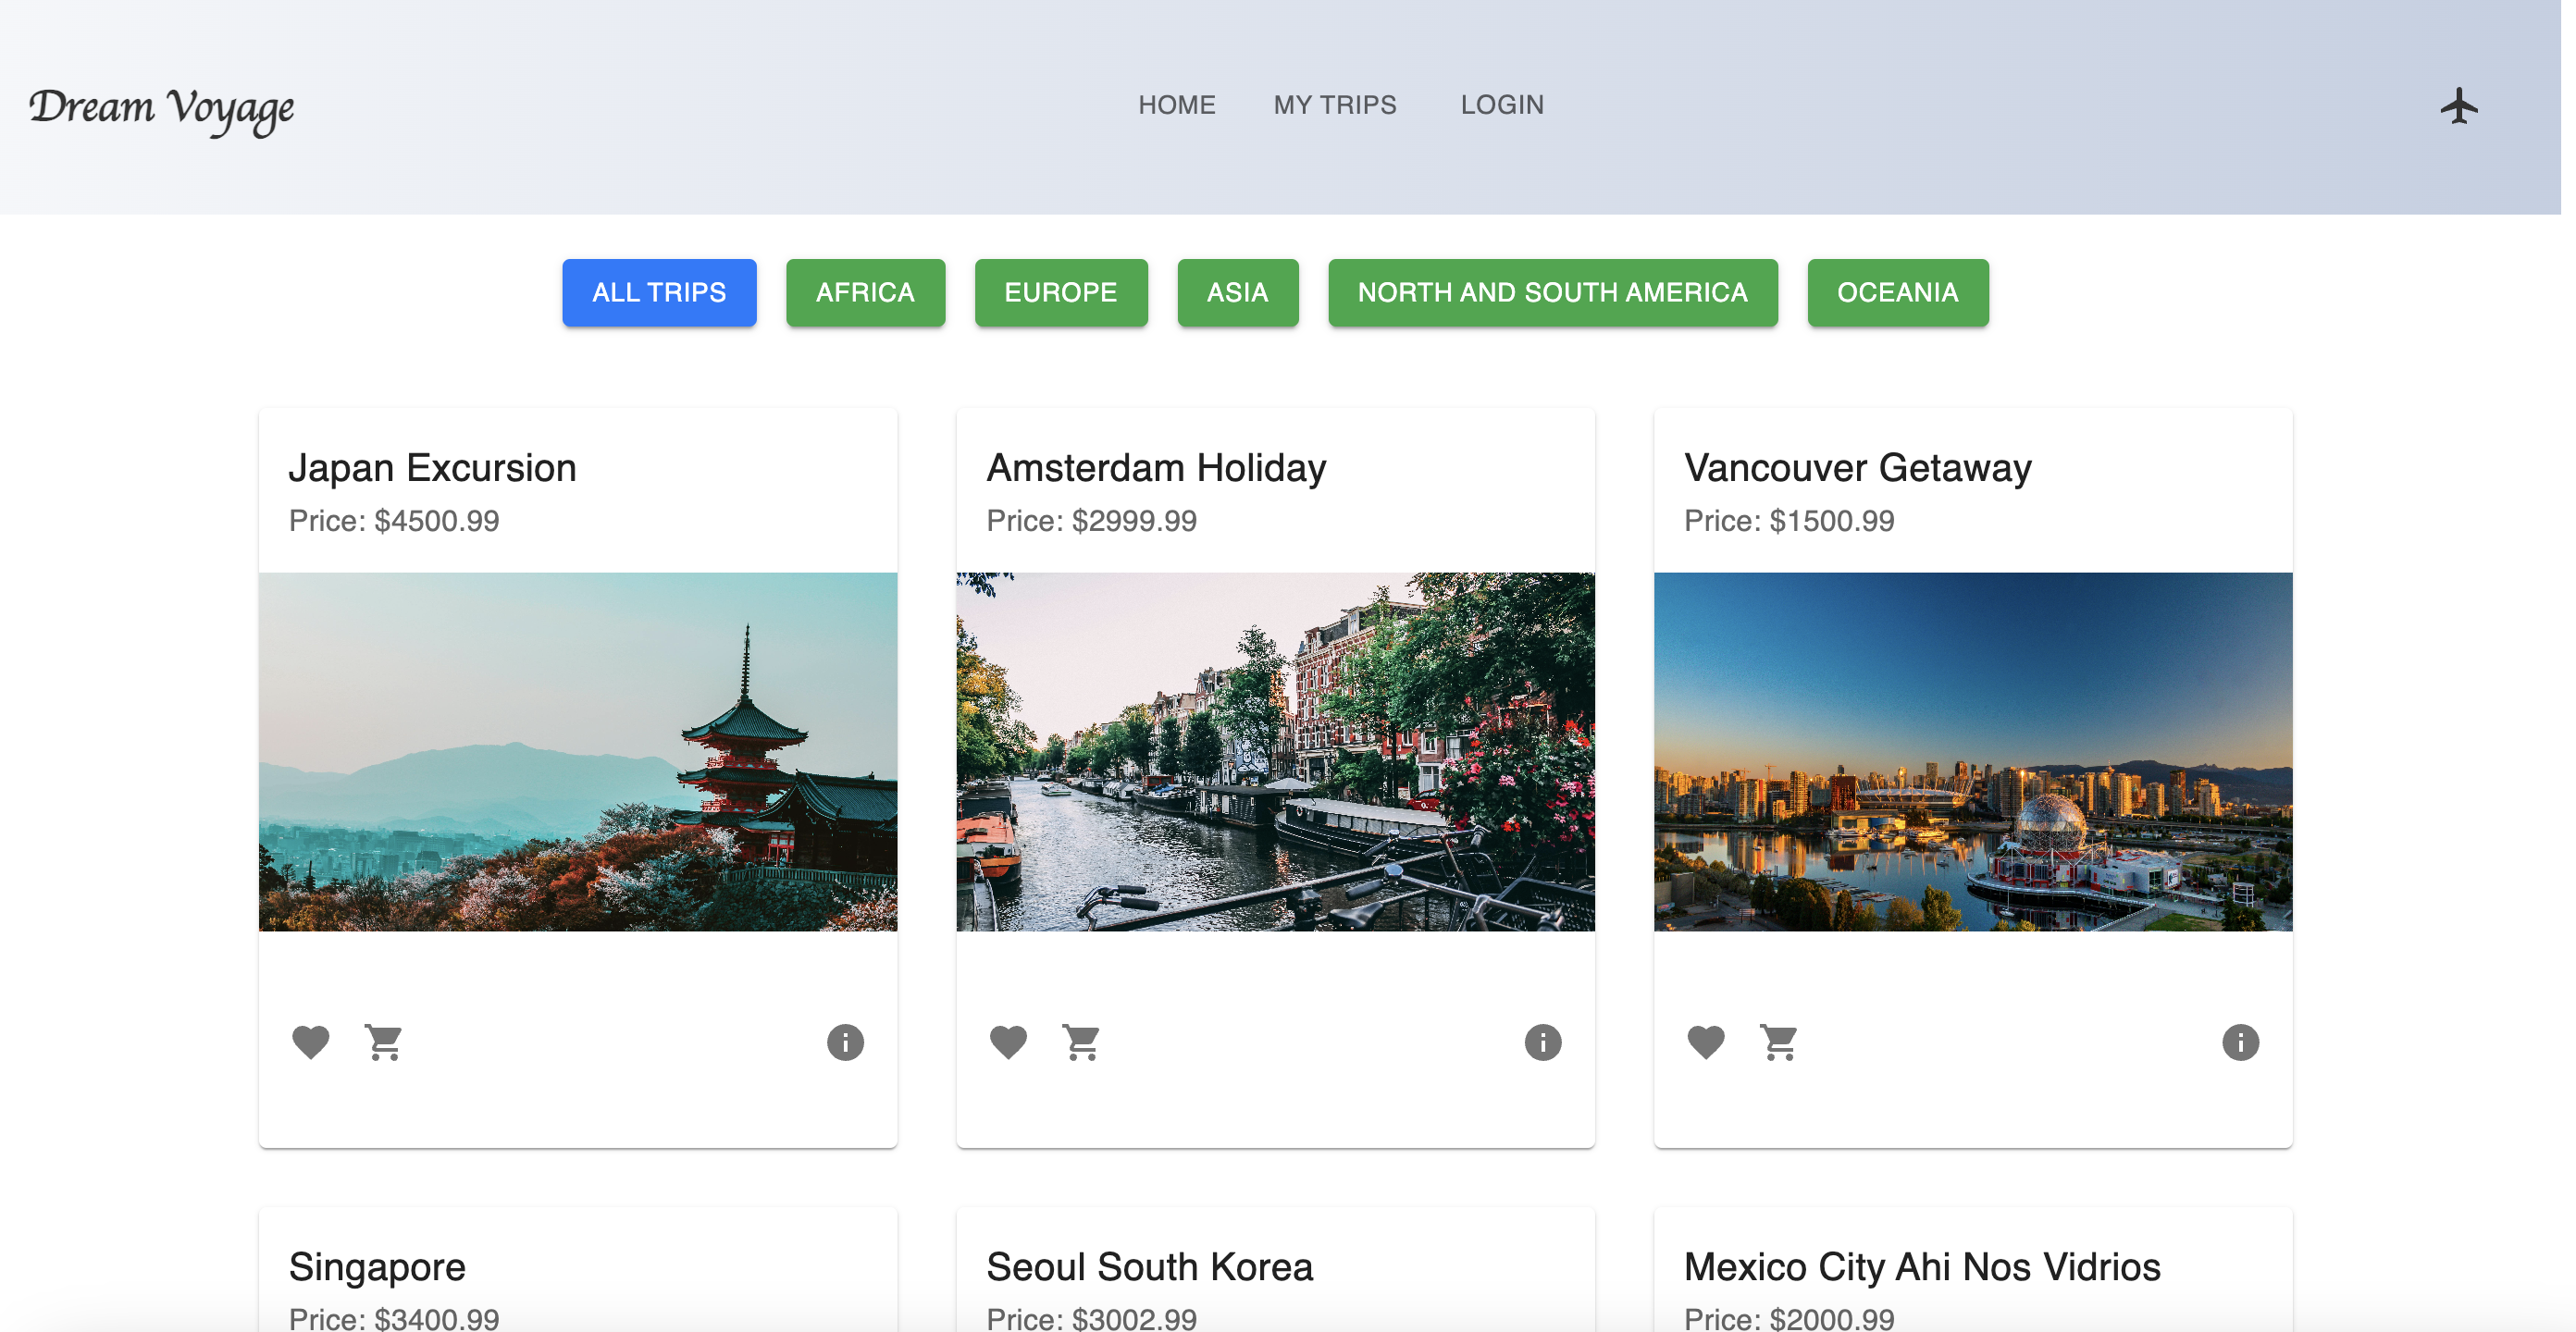 Dream Voyage
HOME MY TRIPS LOGIN
ALL TRIPS AFRICA EUROPE ASIA NORTH AND SOUTH AMERICA OCEANIA
Japan Excursion
Price: $4500.99
Amsterdam Holiday
Price: $2999.99
Vancouver Getaway
Price: $1500.99
Singapore
Price: $3400.99
Seoul South Korea
Price: $3002.99
Mexico City Ahi Nos Vidrios
Price: $2000.99